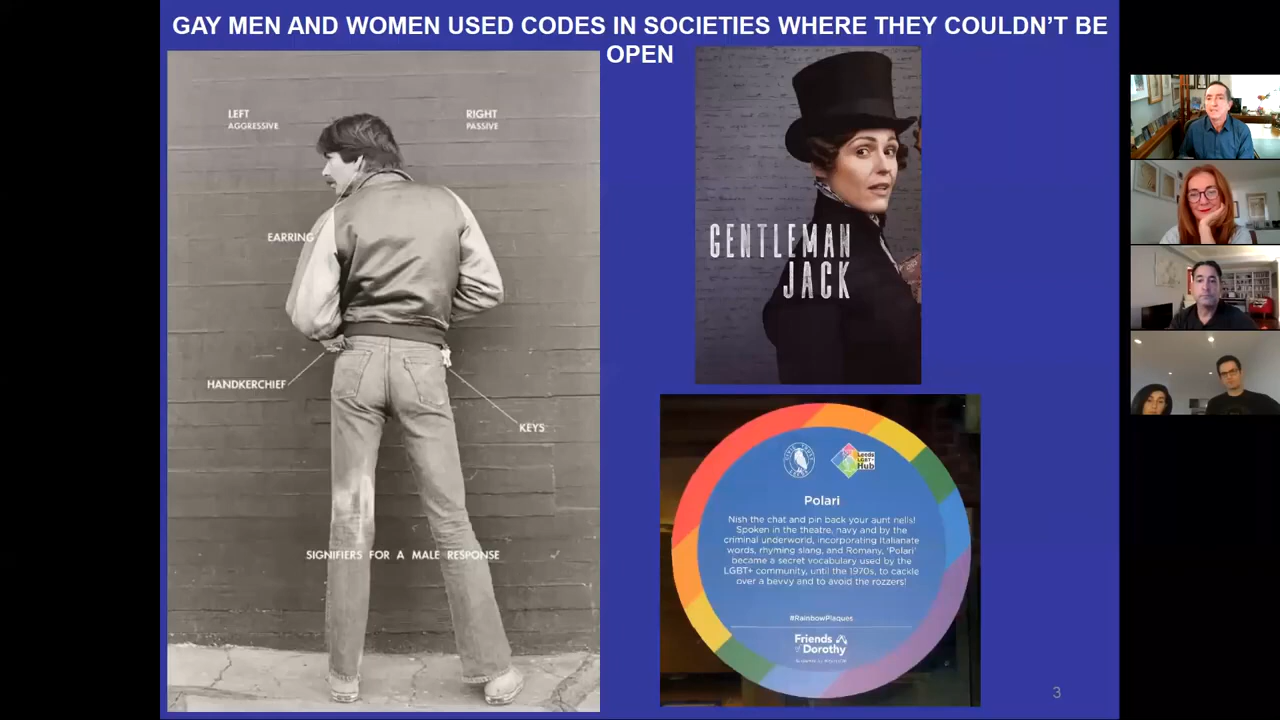 GAY MEN AND WOMEN USED CODES IN SOCIETIES WHERE THEY COULDN'T BE
OPEN
LEFT
AGGRESSIVE
RIGHT
PASSIVE
EARRING
HANDKERCHIEF
KEYS
SIGNIFIERS FOR A MALE RESPONSE
GENTLEMAN
JACK
Leeds
LGBT+
Hub
Polari
Nish the chat and pin back your aunt nells!
Spoken in the theatre, navy and by the
criminal underworld, incorporating Italianate
words, rhyming slang, and Romany, 'Polari'
became a secret vocabulary used by the
LGBT+ community, until the 1970s, to cackle
over a bevvy and to avoid the rozzers!
#RainbowPlaques
Friends
of Dorothy
3